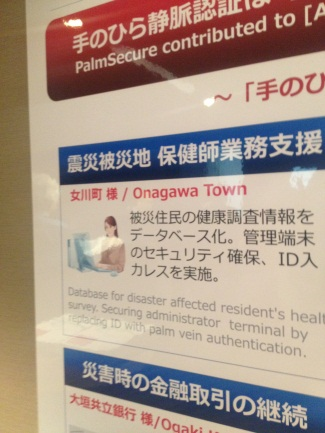 手のひら静脈認証は
PalmSecure contributed to [A
~「手のひ
震災被災地 保健師業務支援
女川町 様 / Onagawa Town
被災住民の健康調査情報を
データベース化。管理端末
のセキュリティ確保、ID入
カレスを実施。
Database for disaster affected resident's healt
survey. Securing administrator terminal by
replacing ID with palm vein authentication.
災害時の金融取引の継続
大垣共立銀行 様/Ogaki